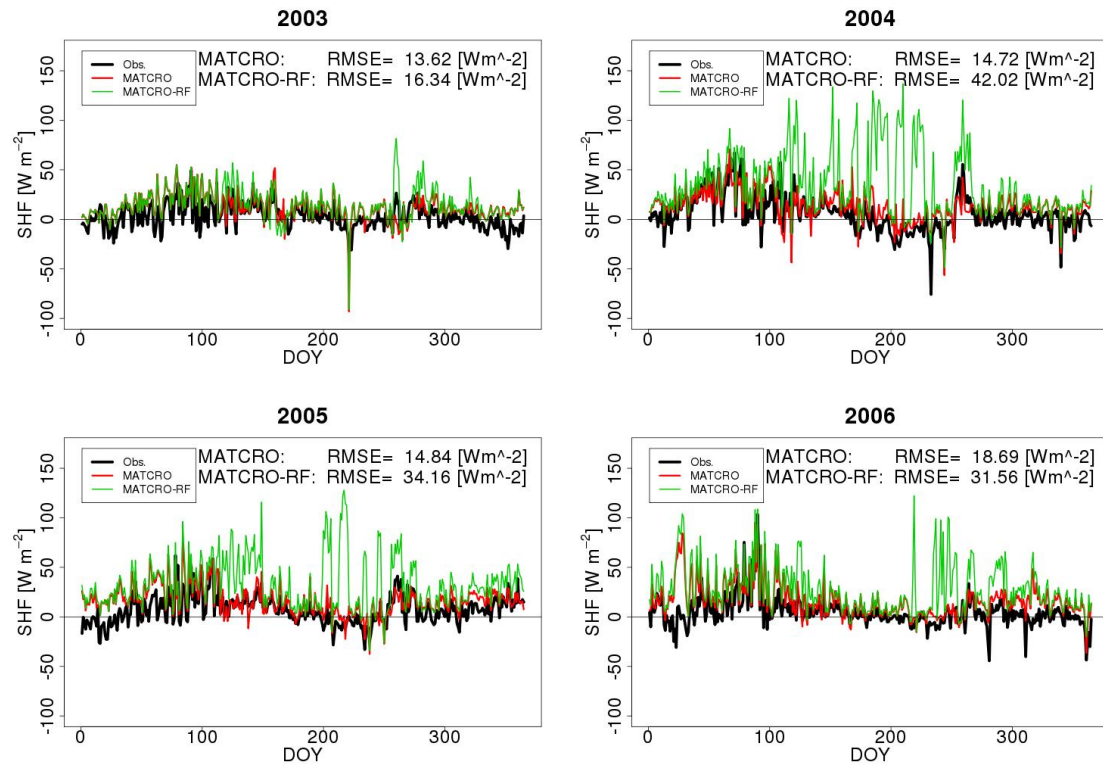 2003
Obs.
MATCRO
MATCRO-RF
MATCRO: RMSE= 13.62 [Wm^-2]
MATCRO-RF: RMSE= 16.34 [Wm^-2]
SHF [W m-2]
150
100
50
0
-50
-100
0 100 200 300
DOY
2004
Obs.
MATCRO
MATCRO-RF
MATCRO: RMSE= 14.72 [Wm^-2]
MATCRO-RF: RMSE= 42.02 [Wm^-2]
SHF [W m-2]
150
100
50
0
-50
-100
0 100 200 300
DOY
2005
Obs.
MATCRO
MATCRO-RF
MATCRO: RMSE= 14.84 [Wm^-2]
MATCRO-RF: RMSE= 34.16 [Wm^-2]
SHF [W m-2]
150
100
50
0
-50
-100
0 100 200 300
DOY
2006
Obs.
MATCRO
MATCRO-RF
MATCRO: RMSE= 18.69 [Wm^-2]
MATCRO-RF: RMSE= 31.56 [Wm^-2]
SHF [W m-2]
150
100
50
0
-50
-100
0 100 200 300
DOY